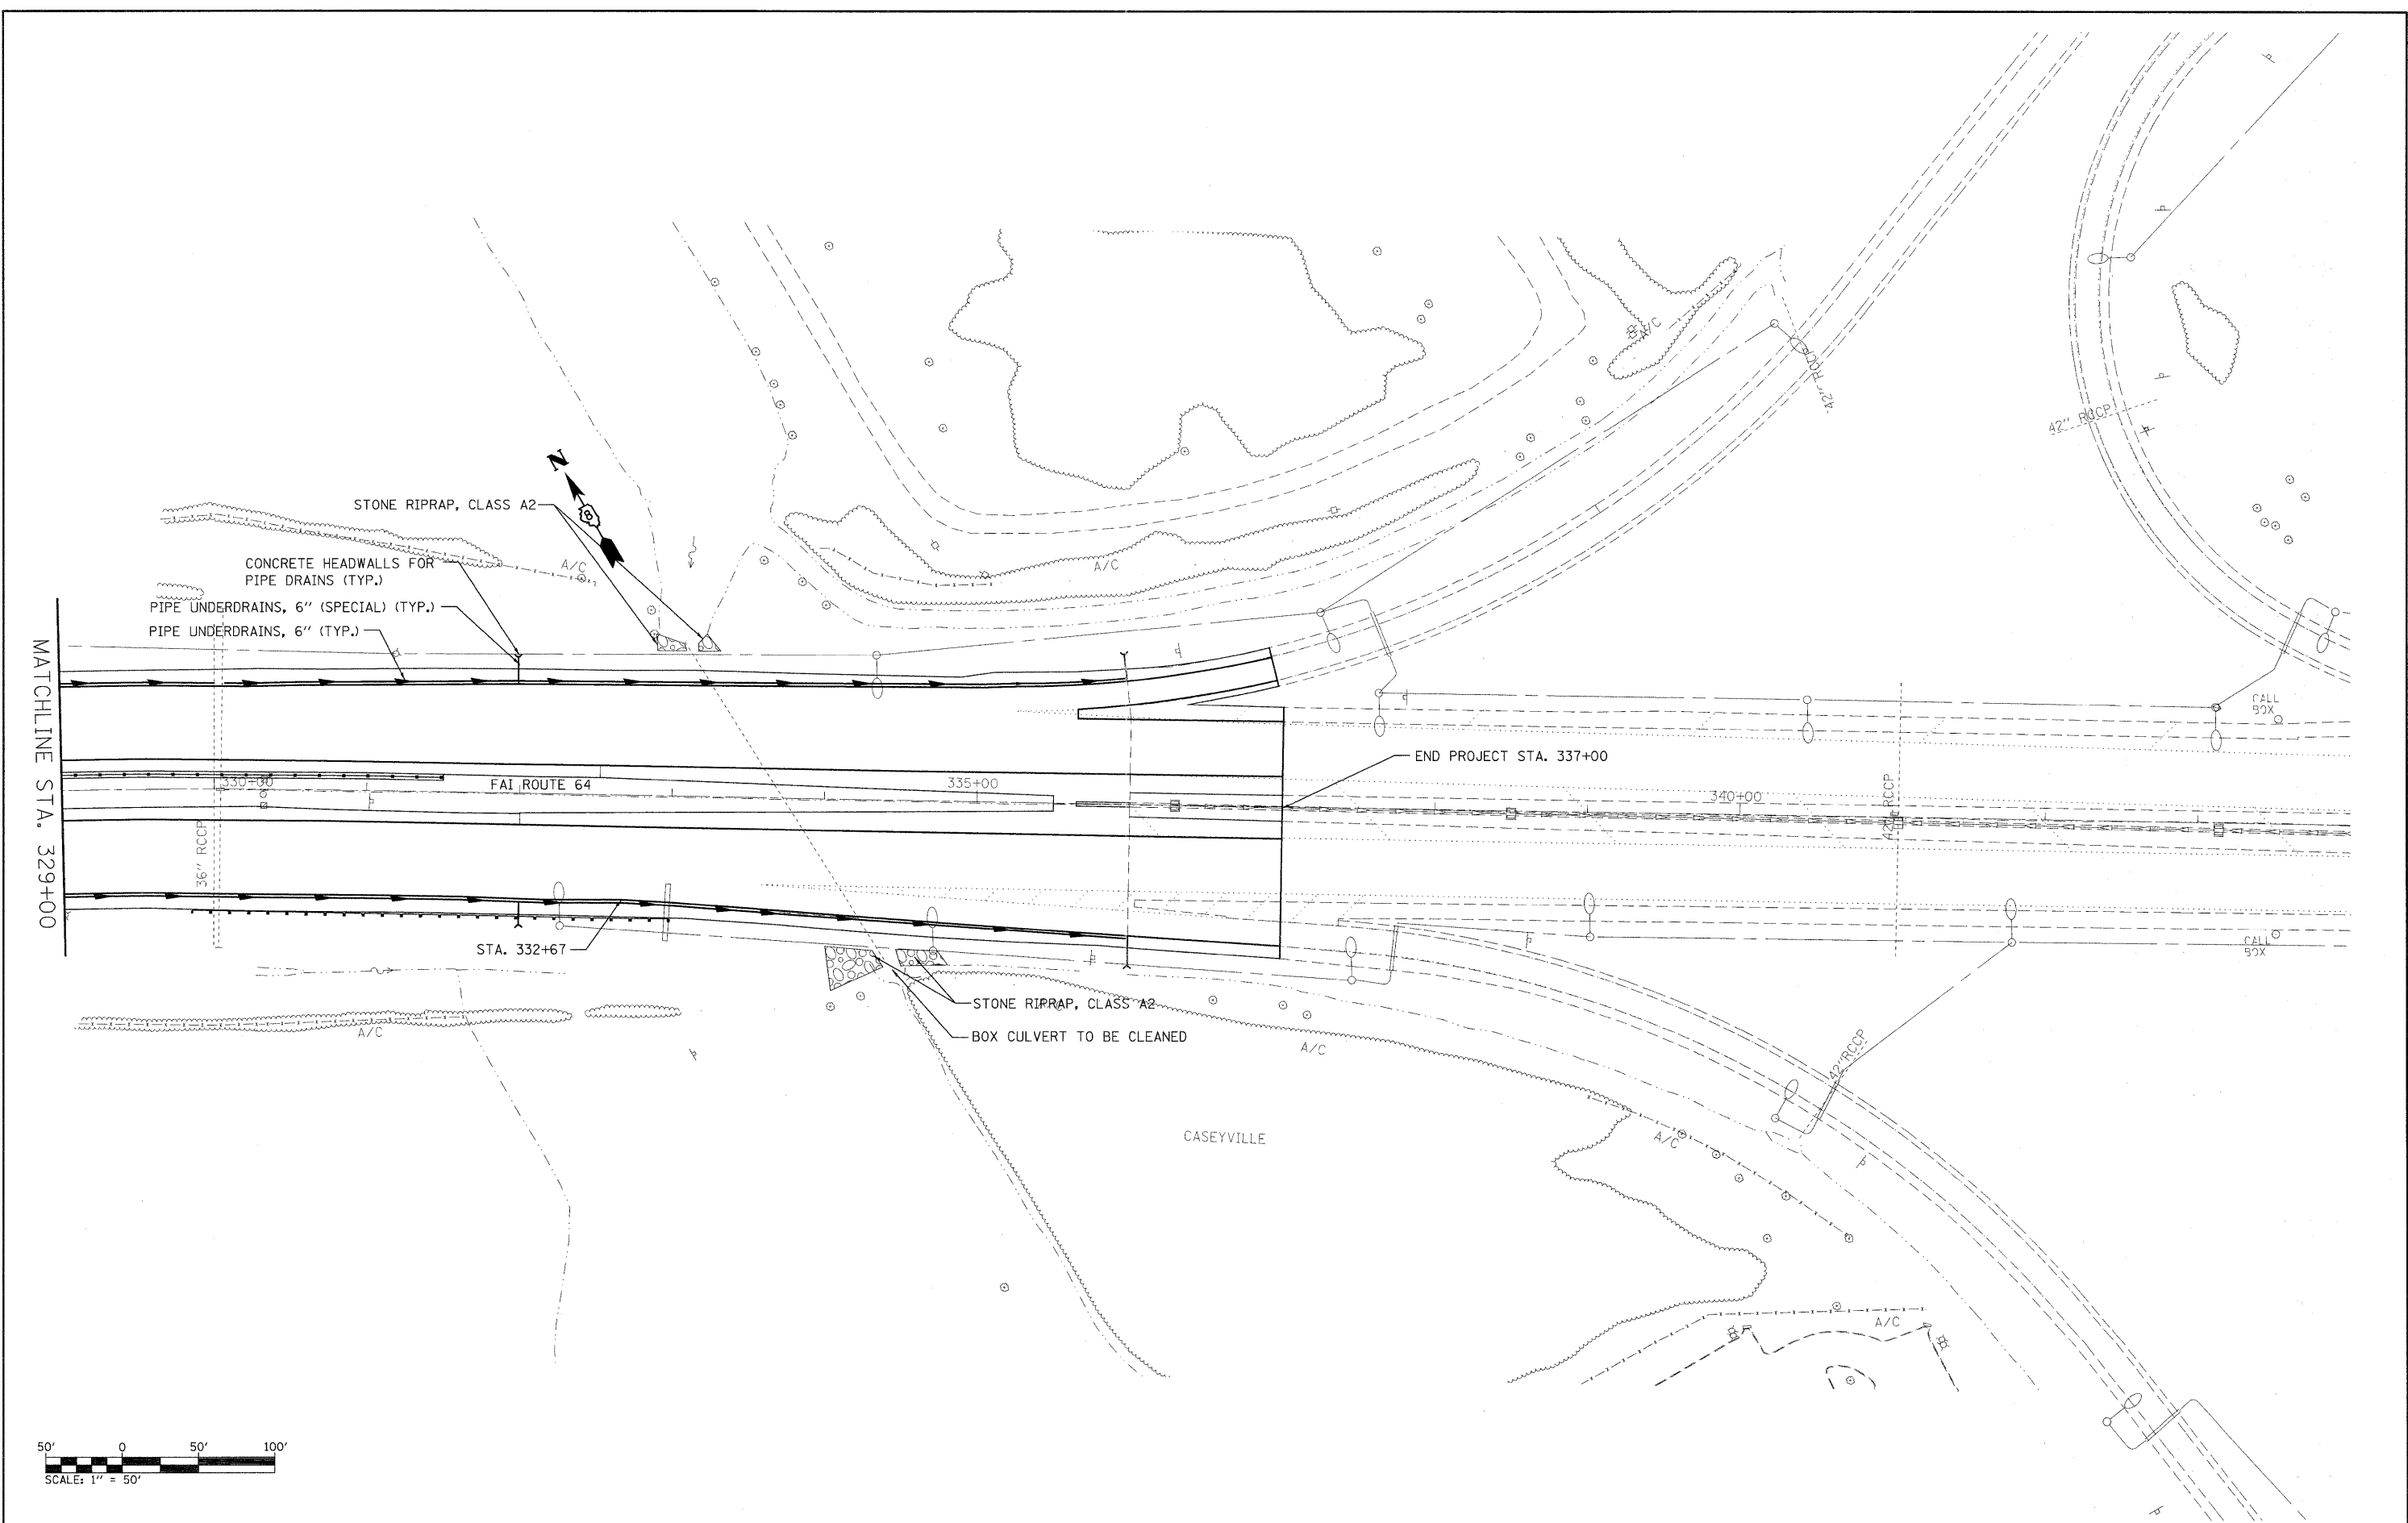 42" RCCP
A/C
42" RCCP
N
8
STONE RIPRAP, CLASS A2
CONCRETE HEADWALLS FOR
PIPE DRAINS (TYP.)
A/C
A/C
PIPE UNDERDRAINS, 6" (SPECIAL) (TYP.)
PIPE UNDERDRAINS, 6" (TYP.)
MATCHLINE STA. 329+00
CALL
BOX
END PROJECT STA. 337+00
330+00
FAI ROUTE 64
335+00
340+00
42" RCCP
36" RCCP
STA. 332+67
CALL
BOX
STONE RIPRAP, CLASS A2
BOX CULVERT TO BE CLEANED
A/C
A/C
42" RCCP
CASEYVILLE
A/C
A/C
50' 0 50' 100'
SCALE: 1" = 50'